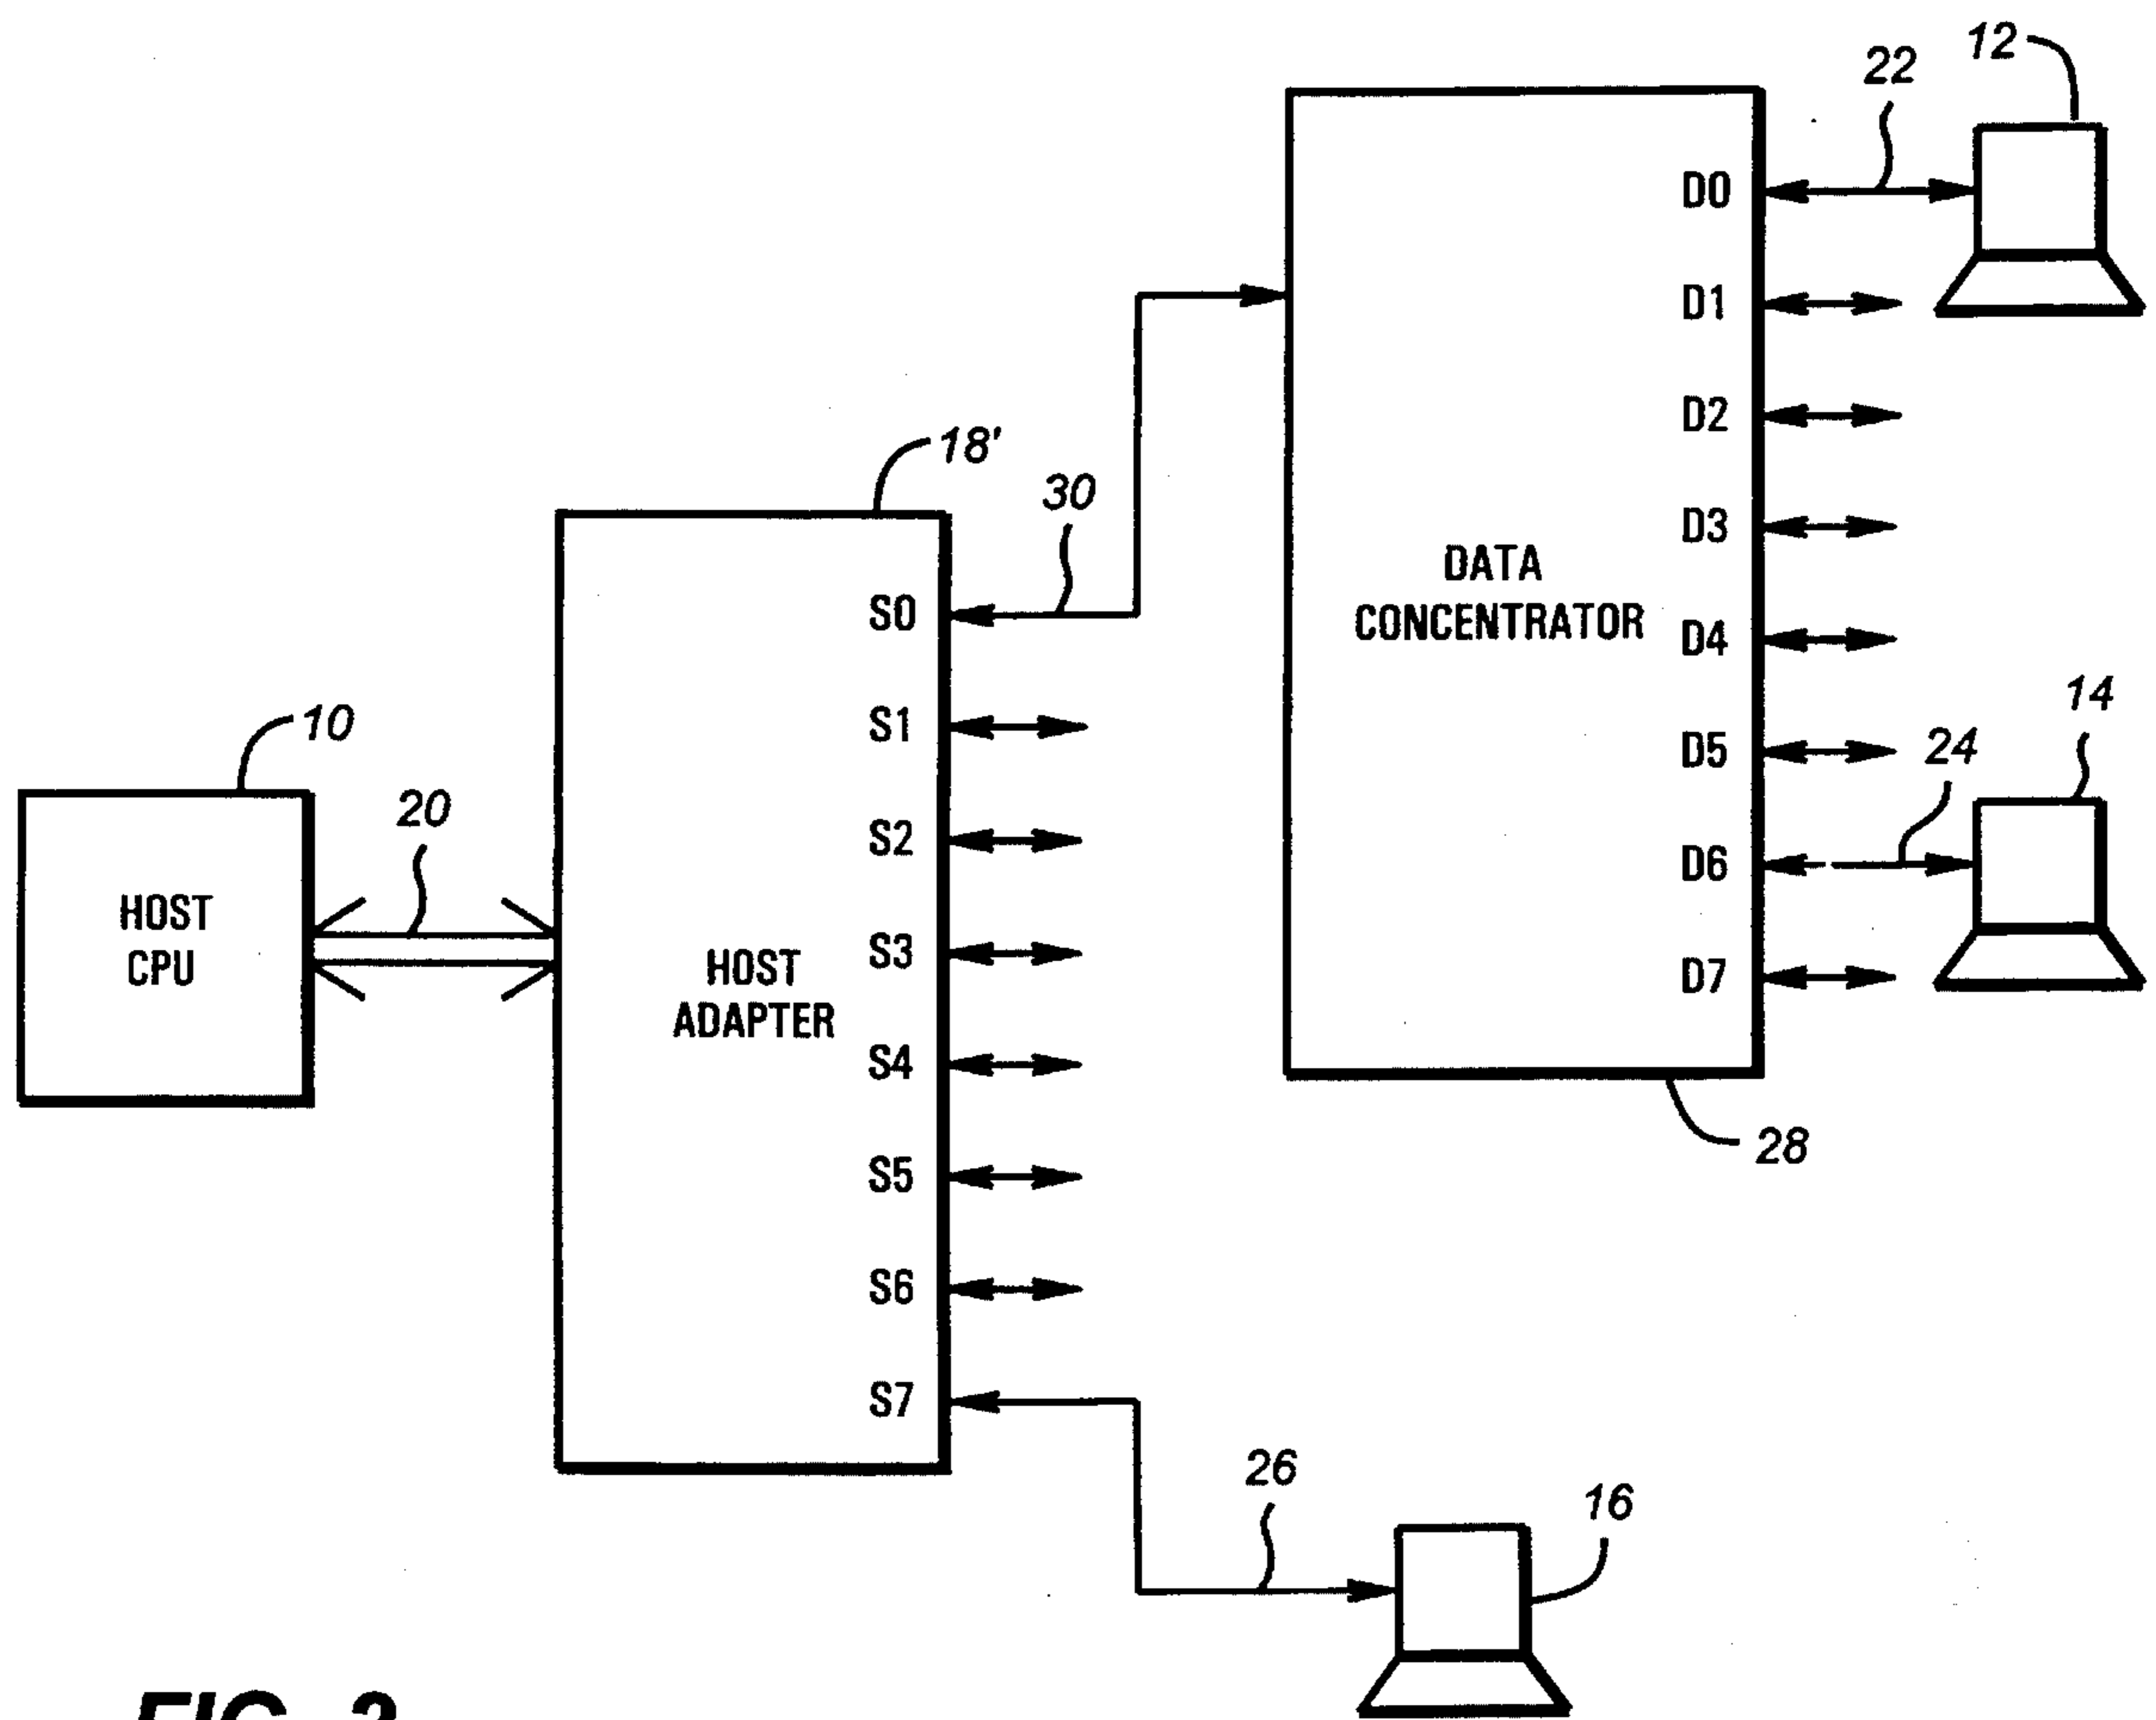 12
22
D0
D1
D2
18'
30
D3
DATA
CONCENTRATOR
S0
D4
14
10
S1
D5
24
20
S2
D6
HOST
CPU
HOST
ADAPTER
S3
D7
S4
28
S5
S6
S7
26
16